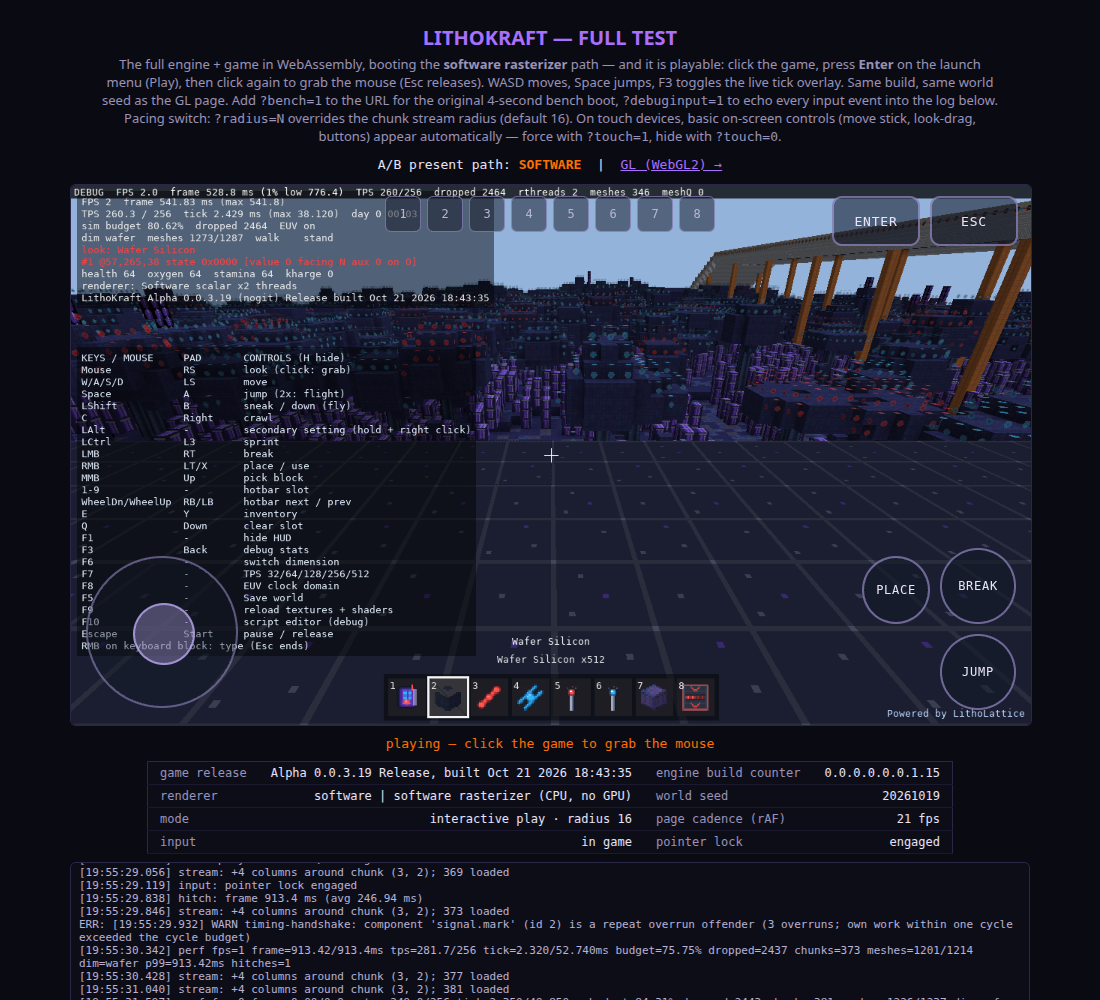 LITHOKRAFT — FULL TEST
The full engine + game in WebAssembly, booting the software rasterizer path — and it is playable: click the game, press Enter on the launch
menu (Play), then click again to grab the mouse (Esc releases). WASD moves, Space jumps, F3 toggles the live tick overlay. Same build, same world
seed as the GL page. Add ?bench=1 to the URL for the original 4-second bench boot, ?debuginput=1 to echo every input event into the log below.
Pacing switch: ?radius=N overrides the chunk stream radius (default 16). On touch devices, basic on-screen controls (move stick, look-drag,
buttons) appear automatically — force with ?touch=1, hide with ?touch=0.
A/B present path: SOFTWARE | GL (WebGL2) →
DEBUG FPS 2.0 frame 528.8 ms (1% low 776.4) TPS 260/256 dropped 2464 rthreads 2 meshes 346 meshQ 0
FPS 2 frame 541.83 ms (max 541.8)
TPS 260.3 / 256 tick 2.429 ms (max 38.120) day 0 00:03
1 2 3 4 5 6 7 8
ENTER ESC
sim budget 80.62% dropped 2464 EUV on
dim wafer meshes 1273/1287 walk stand
look: Wafer Silicon
#1 @57,265,38 state 0x0000 [value 0 facing N aux 0 on 0]
health 64 oxygen 64 stamina 64 kharge 0
renderer: Software scalar x2 threads
LithoKraft Alpha 0.0.3.19 (nogit) Release built Oct 21 2026 18:43:35
KEYS / MOUSE PAD CONTROLS (H hide)
Mouse RS look (click: grab)
W/A/S/D LS move
Space A jump (2x: flight)
LShift B sneak / down (fly)
C Right crawl
LAlt - secondary setting (hold + right click)
LCtrl L3 sprint
LMB RT break
RMB LT/X place / use
MMB Up pick block
1-9 - hotbar slot
WheelDn/WheelUp RB/LB hotbar next / prev
E Y inventory
Q Down clear slot
F1 - hide HUD
F3 Back debug stats
F6 - switch dimension
F7 - TPS 32/64/128/256/512
F8 - EUV clock domain
F5 - Save world
F9 - reload textures + shaders
F10 - script editor (debug)
Escape Start pause / release
RMB on keyboard block: type (Esc ends)
PLACE BREAK
JUMP
Wafer Silicon
Wafer Silicon x512
1 2 3 4 5 6 7 8
Powered by LithoLattice
playing — click the game to grab the mouse
game release Alpha 0.0.3.19 Release, built Oct 21 2026 18:43:35 engine build counter 0.0.0.0.0.1.15
renderer software | software rasterizer (CPU, no GPU) world seed 20261019
mode interactive play · radius 16 page cadence (rAF) 21 fps
input in game pointer lock engaged
[19:55:29.056] stream: +4 columns around chunk (3, 2); 369 loaded
[19:55:29.119] input: pointer lock engaged
[19:55:29.838] hitch: frame 913.4 ms (avg 246.94 ms)
[19:55:29.846] stream: +4 columns around chunk (3, 2); 373 loaded
ERR: [19:55:29.932] WARN timing-handshake: component 'signal.mark' (id 2) is a repeat overrun offender (3 overruns; own work within one cycle
exceeded the cycle budget)
[19:55:30.342] perf fps=1 frame=913.42/913.4ms tps=281.7/256 tick=2.320/52.740ms budget=75.75% dropped=2437 chunks=373 meshes=1201/1214
dim=wafer p99=913.42ms hitches=1
[19:55:30.428] stream: +4 columns around chunk (3, 2); 377 loaded
[19:55:31.040] stream: +4 columns around chunk (3, 2); 381 loaded